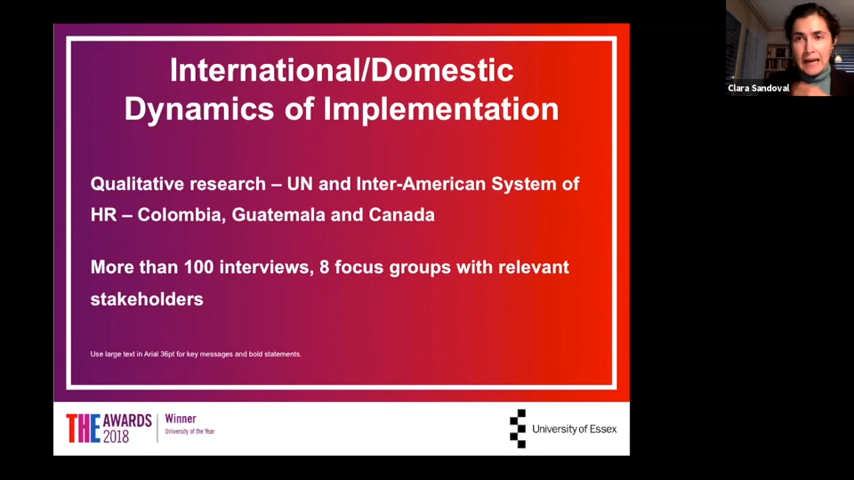 International/Domestic
Dynamics of Implementation
Qualitative research – UN and Inter-American System of
HR – Colombia, Guatemala and Canada
More than 100 interviews, 8 focus groups with relevant
stakeholders
Use large text in Arial 36pt for key messages and bold statements.
THE AWARDS
2018
Winner
University of the Year
University of Essex
Clara Sandoval